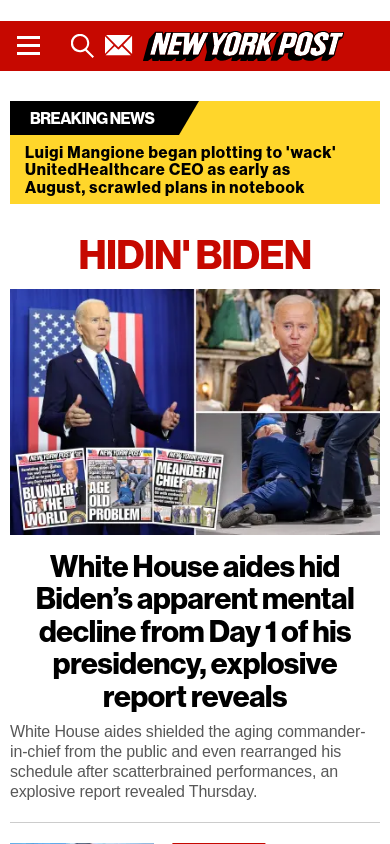 NEW YORK POST
BREAKING NEWS
Luigi Mangione began plotting to 'wack'
UnitedHealthcare CEO as early as
August, scrawled plans in notebook
HIDIN' BIDEN
NEW YORK POST
BLUNDER
OF THE
WORLD
NEW YORK POST
AGE
OLD
PROBLEM
NEW YORK POST
MEANDER IN
CHIEF
White House aides hid
Biden’s apparent mental
decline from Day 1 of his
presidency, explosive
report reveals
White House aides shielded the aging commander-
in-chief from the public and even rearranged his
schedule after scatterbrained performances, an
explosive report revealed Thursday.